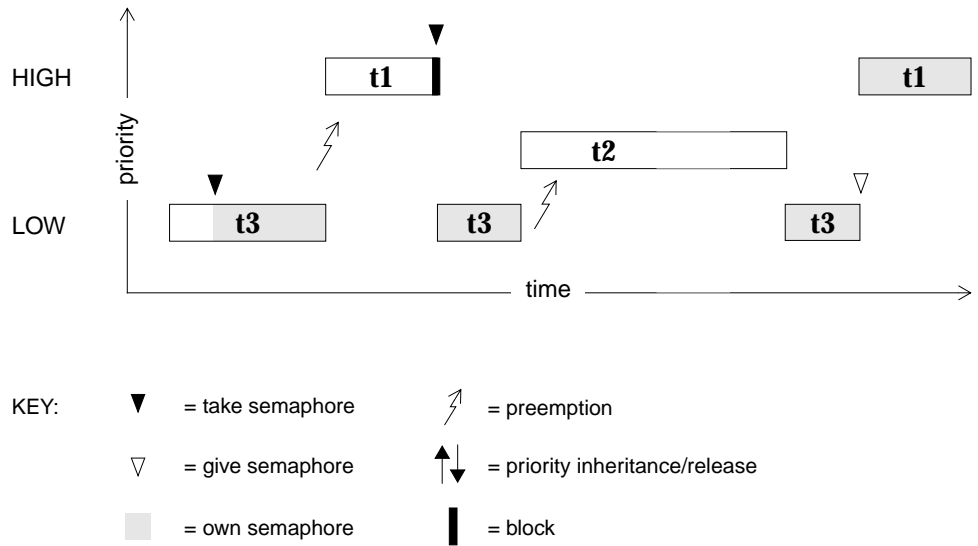 HIGH
t1
t1
priority
t2
LOW
t3
t3
t3
time
KEY:
= take semaphore
= preemption
= give semaphore
= priority inheritance/release
= own semaphore
= block